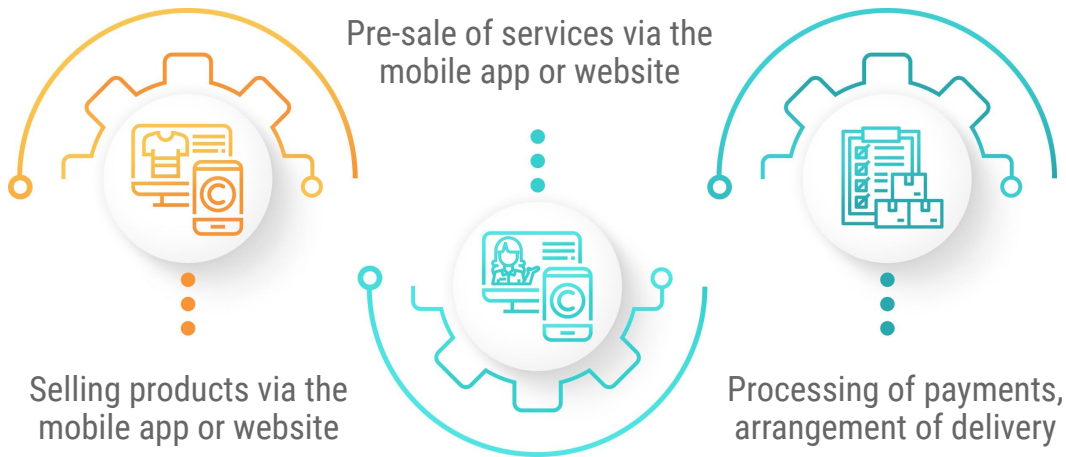 Pre-sale of services via the
mobile app or website
Selling products via the
mobile app or website
Processing of payments,
arrangement of delivery